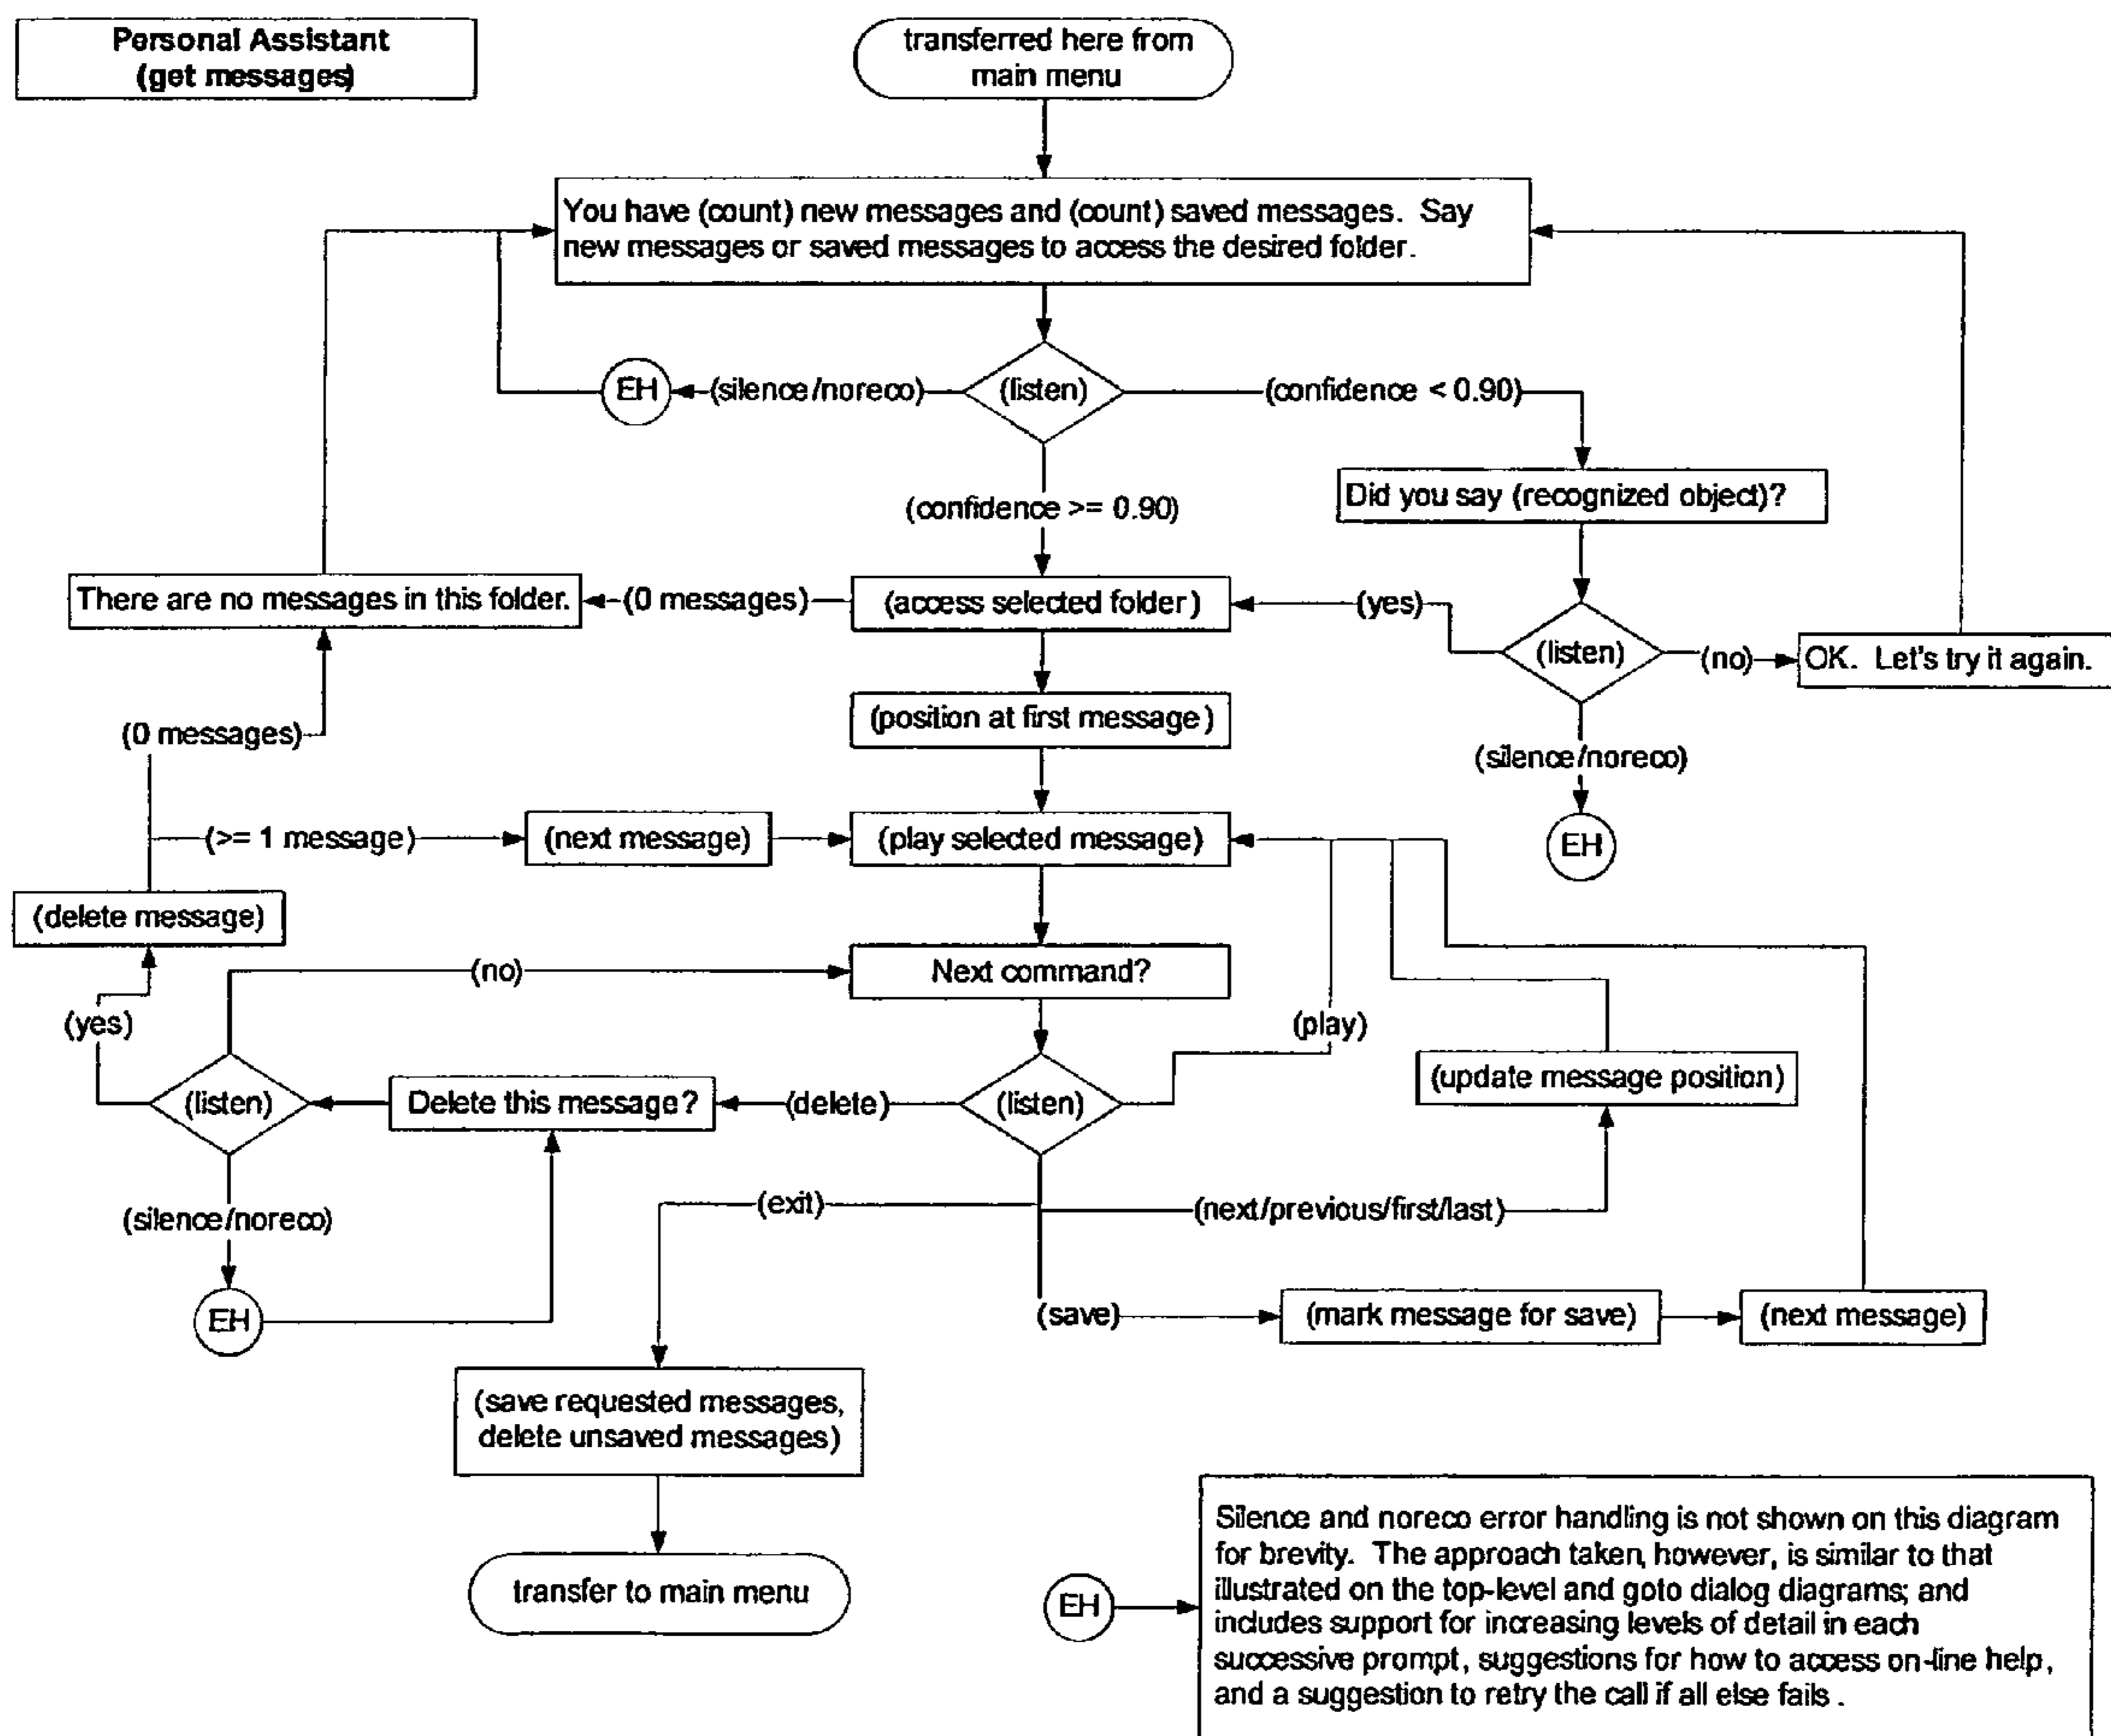 Personal Assistant
(get messages)
transferred here from
main menu
You have (count) new messages and (count) saved messages. Say
new messages or saved messages to access the desired folder.
EH
(silence/noreco)
(listen)
(confidence < 0.90)
(confidence >= 0.90)
Did you say (recognized object)?
There are no messages in this folder.
(0 messages)
(access selected folder)
(yes)
(listen)
(no)
OK. Let's try it again.
(position at first message)
(0 messages)
(silence/noreco)
(>= 1 message)
(next message)
(play selected message)
EH
(delete message)
(no)
Next command?
(yes)
(play)
(listen)
Delete this message?
(delete)
(listen)
(update message position)
(silence/noreco)
(exit)
(next/previous/first/last)
EH
(save)
(mark message for save)
(next message)
(save requested messages,
delete unsaved messages)
transfer to main menu
EH
Silence and noreco error handling is not shown on this diagram
for brevity. The approach taken, however, is similar to that
illustrated on the top-level and goto dialog diagrams; and
includes support for increasing levels of detail in each
successive prompt, suggestions for how to access on-line help,
and a suggestion to retry the call if all else fails.